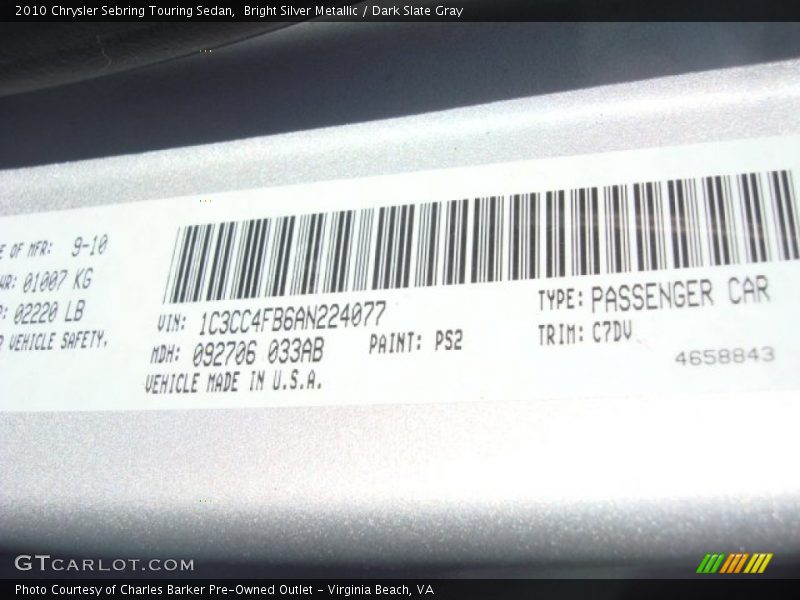 2010 Chrysler Sebring Touring Sedan,  Bright Silver Metallic / Dark Slate Gray
OF MFR: 9-10
01007 KG
02220 LB
VEHICLE SAFETY.
VIN: 1C3CC4FB6AN224077
TYPE: PASSENGER CAR
MDH: 092706 033AB
PAINT: PS2
TRIM: C7DV
VEHICLE MADE IN U.S.A.
4658843
GTCARLOT.COM
Photo Courtesy of Charles Barker Pre-Owned Outlet - Virginia Beach, VA